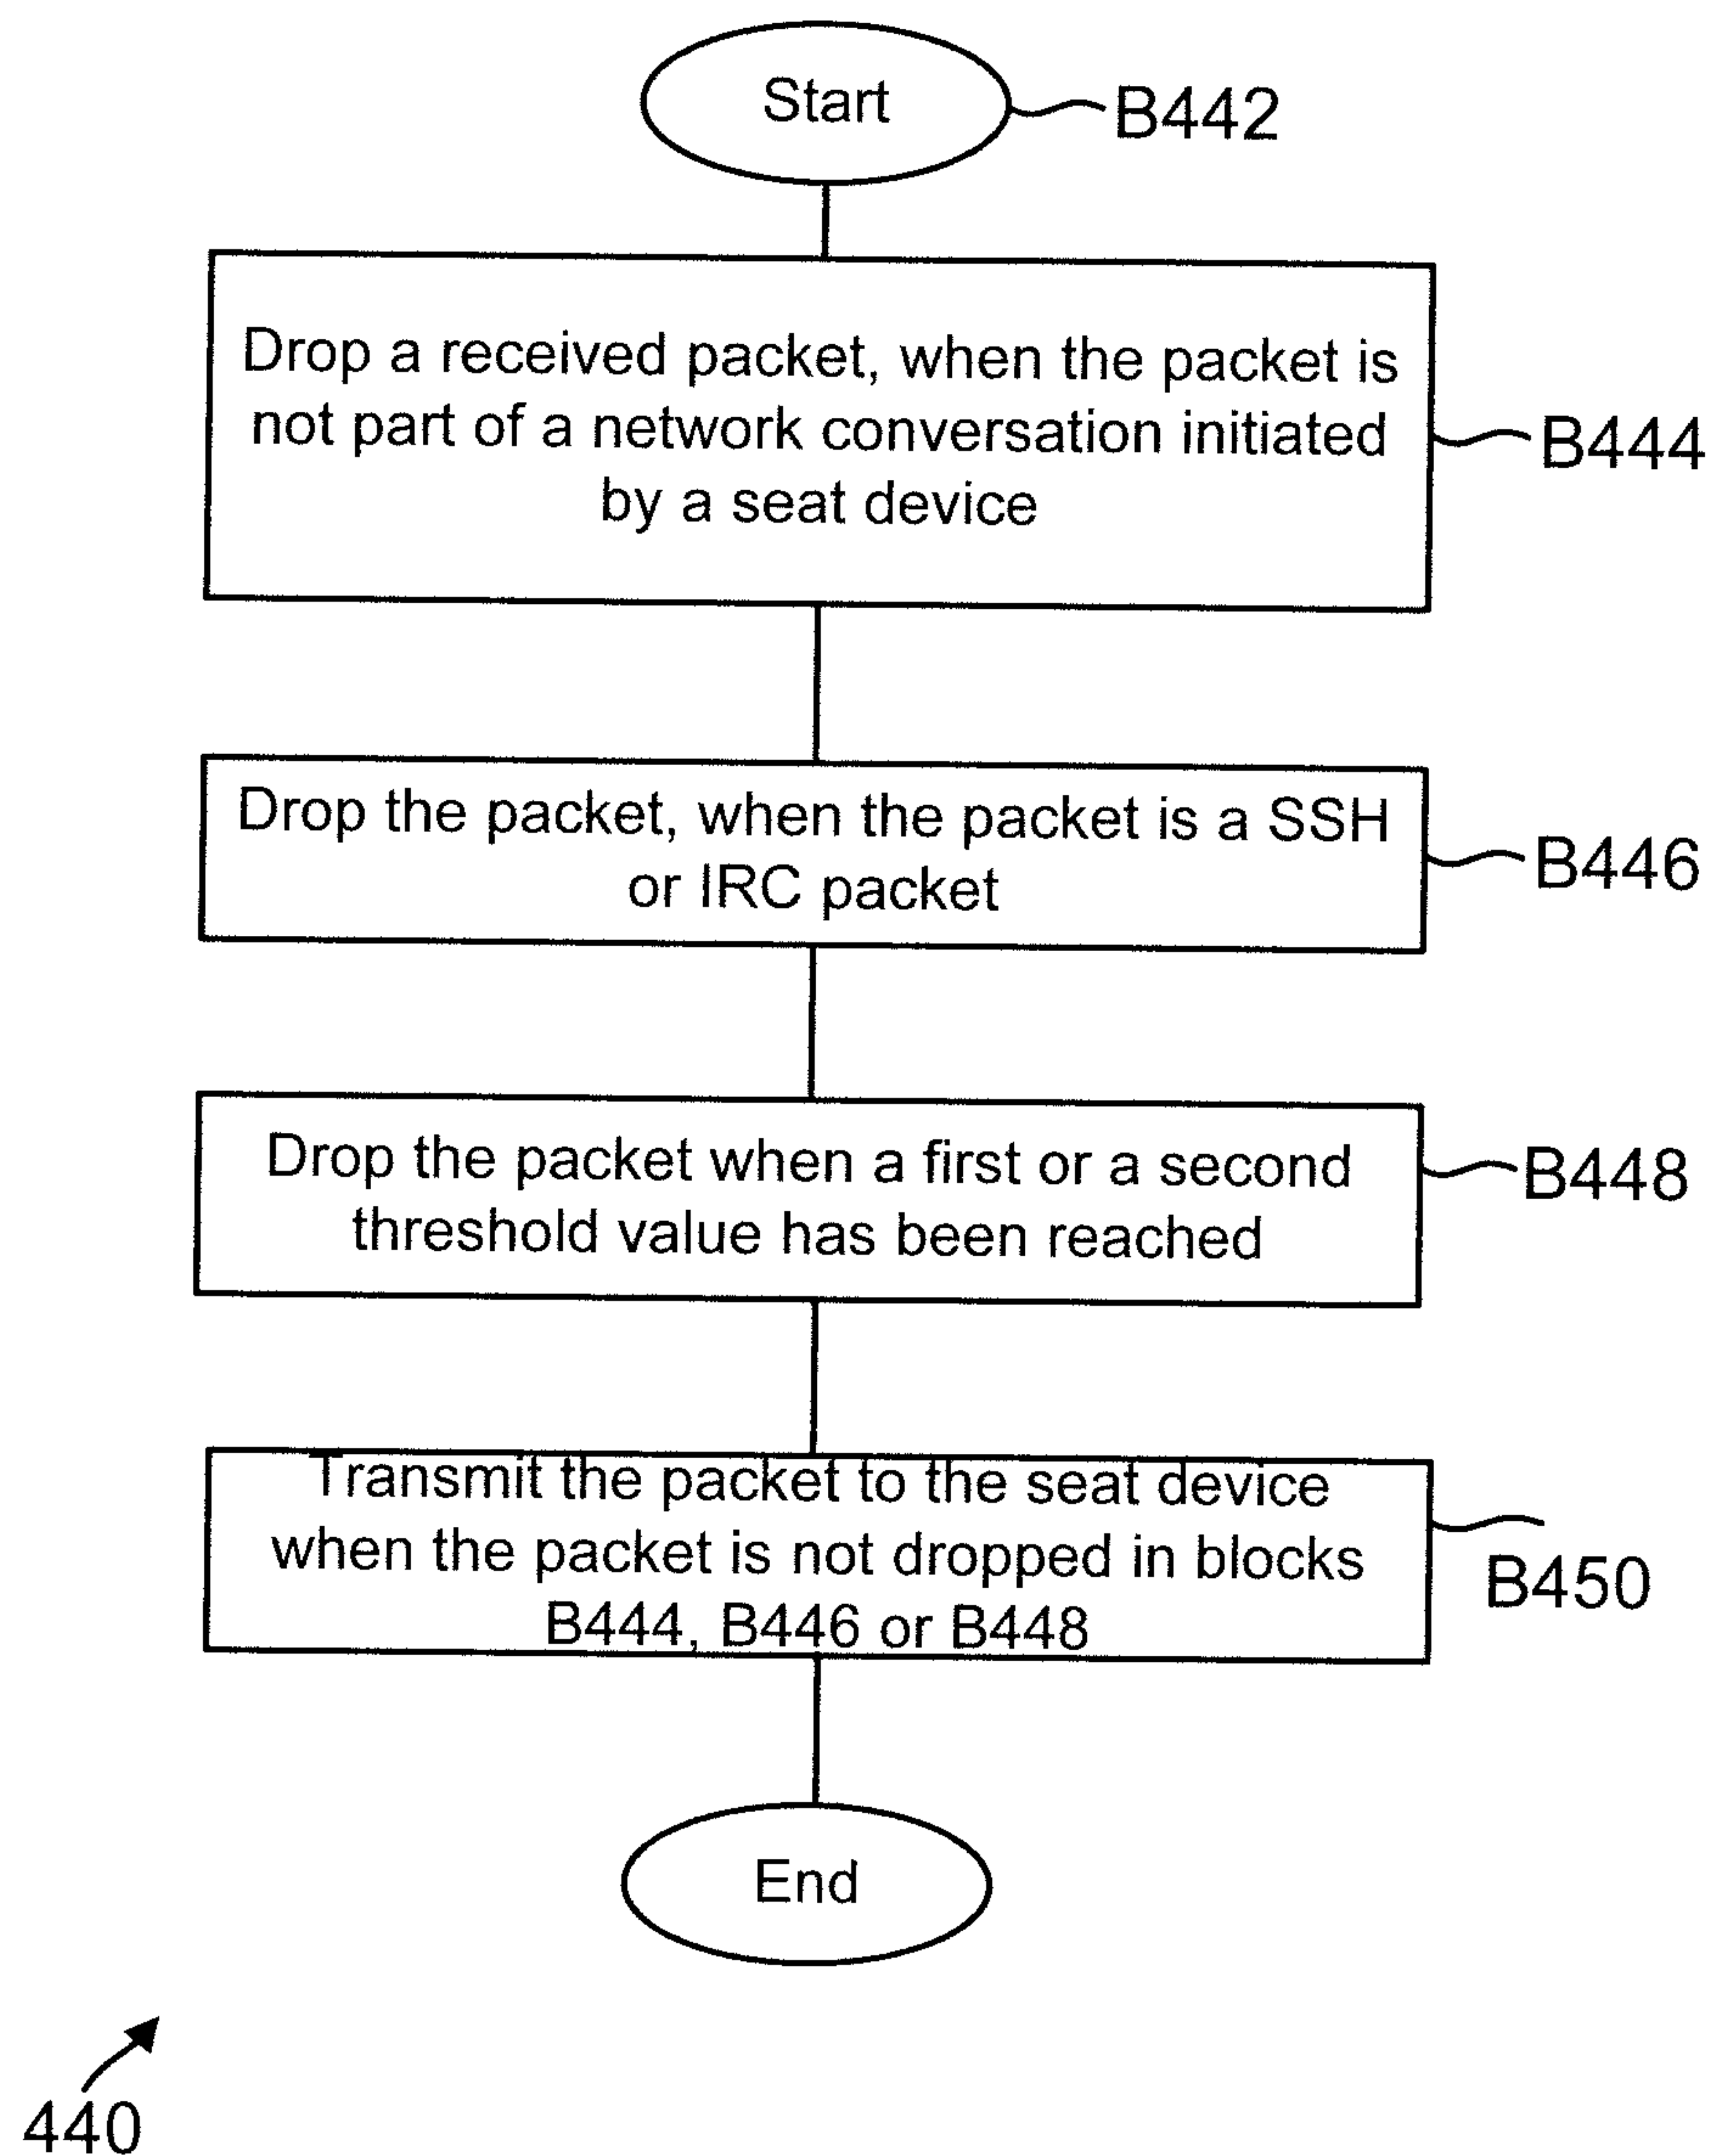 Start
B442
Drop a received packet, when the packet is
not part of a network conversation initiated
by a seat device
B444
Drop the packet, when the packet is a SSH
or IRC packet
B446
Drop the packet when a first or a second
threshold value has been reached
B448
Transmit the packet to the seat device
when the packet is not dropped in blocks
B444, B446 or B448
B450
End
440